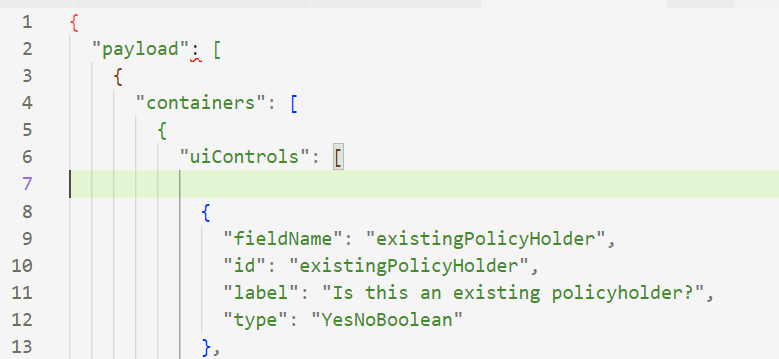 1 {
2 "payload": [
3 {
4 "containers": [
5 {
6 "uiControls": [
7
8 {
9 "fieldName": "existingPolicyHolder",
10 "id": "existingPolicyHolder",
11 "label": "Is this an existing policyholder?",
12 "type": "YesNoBoolean"
13 },